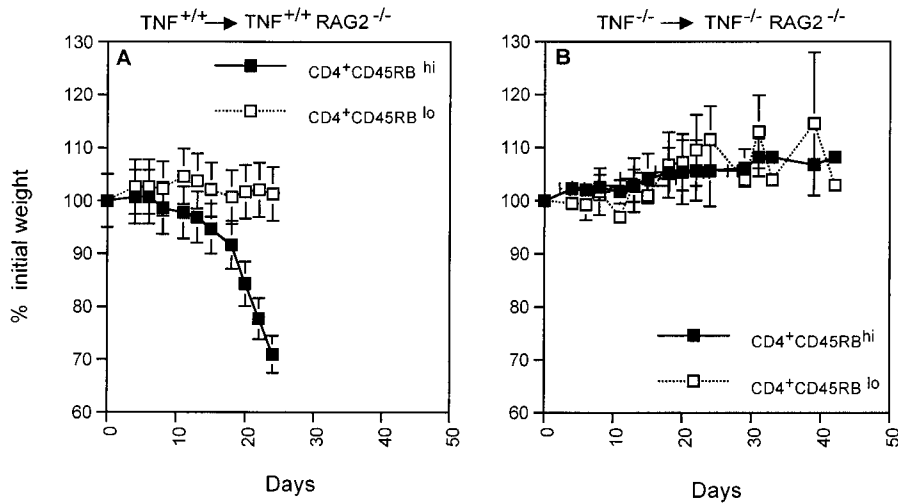 TNF+/+ → TNF+/+ RAG2 -/-
TNF-/- → TNF-/- RAG2 -/-
% initial weight
A
CD4+CD45RB hi
CD4+CD45RB lo
130
120
110
100
90
80
70
60
0
10
20
30
40
50
Days
B
CD4+CD45RB hi
CD4+CD45RB lo
130
120
110
100
90
80
70
60
0
10
20
30
40
50
Days